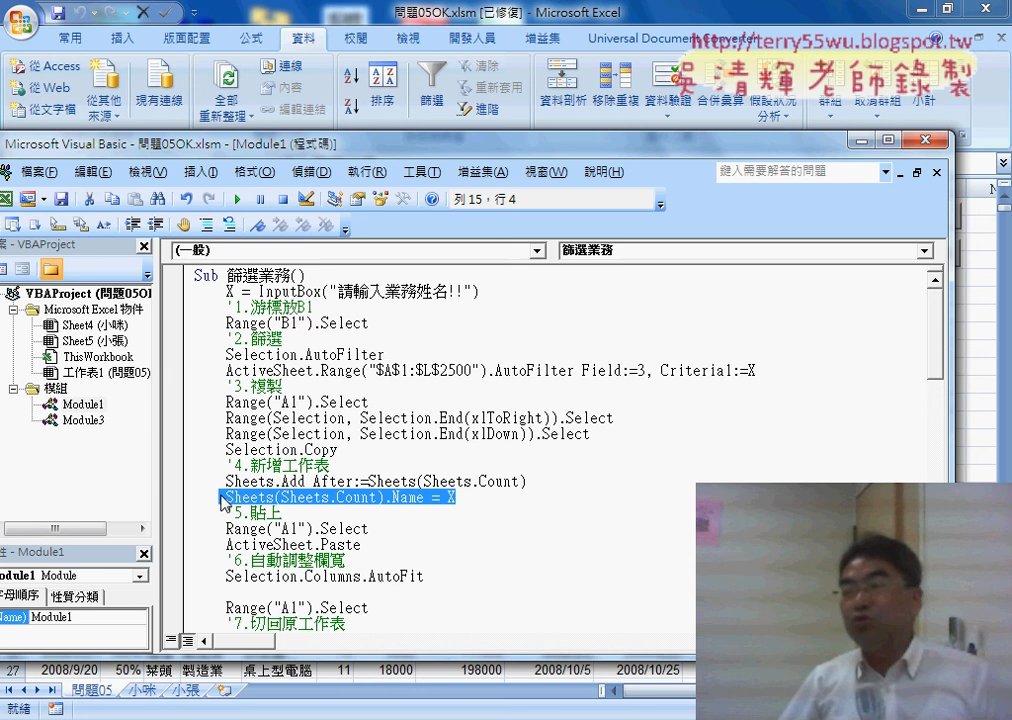 問題05OK.xlsm [已修復] - Microsoft Excel
常用 插入 版面配置 公式 資料 校閱 檢視 開發人員 增益集 Universal Document Converter
http://terry55wu.blogspot.tw
吳清輝老師錄製
從 Access
從 Web
從文字檔
從其他來源
現有連線
全部重新整理
連線
內容
編輯連結
排序
篩選
清除
重新套用
進階
資料剖析 移除重複 資料驗證 合併彙算 假設狀況分析 群組 取消群組 小計
Microsoft Visual Basic - 問題05OK.xlsm - [Module1 (程式碼)]
檔案(F) 編輯(E) 檢視(V) 插入(I) 格式(O) 偵錯(D) 執行(R) 工具(T) 增益集(A) 視窗(W) 說明(H) 鍵入需要解答的問題
列 15，行 4
案 - VBAProject
(一般) 篩選業務
VBAProject (問題05O
Microsoft Excel 物件
Sheet4 (小咪)
Sheet5 (小張)
ThisWorkbook
工作表1 (問題05)
模組
Module1
Module3
性 - Module1
odule1 Module
字母順序 性質分類
Name) Module1
Sub 篩選業務()
X = InputBox("請輸入業務姓名!!")
'1.游標放B1
Range("B1").Select
'2.篩選
Selection.AutoFilter
ActiveSheet.Range("$A$1:$L$2500").AutoFilter Field:=3, Criteria1:=X
'3.複製
Range("A1").Select
Range(Selection, Selection.End(xlToRight)).Select
Range(Selection, Selection.End(xlDown)).Select
Selection.Copy
'4.新增工作表
Sheets.Add After:=Sheets(Sheets.Count)
Sheets(Sheets.Count).Name = X
'5.貼上
Range("A1").Select
ActiveSheet.Paste
'6.自動調整欄寬
Selection.Columns.AutoFit
Range("A1").Select
'7.切回原工作表
27 2008/9/20 50% 菜頭 製造業 桌上型電腦 11 18000 198000 2008/10/5 2008/10/25
問題05 小咪 小張
就緒